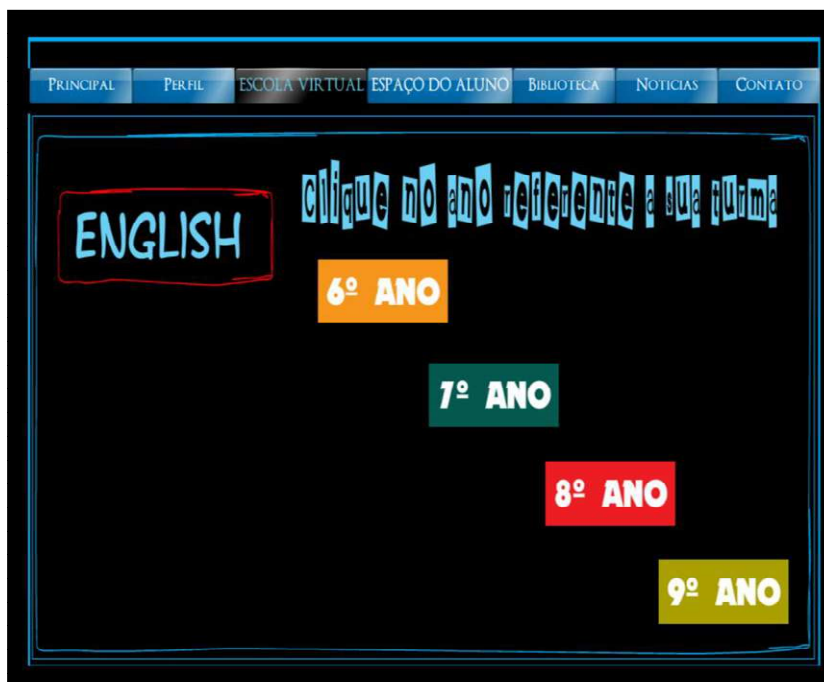 PRINCIPAL PERFIL ESCOLA VIRTUAL ESPAÇO DO ALUNO BIBLIOTECA NOTICIAS CONTATO
Clique no ano referente a sua turma
ENGLISH
6º ANO
7º ANO
8º ANO
9º ANO